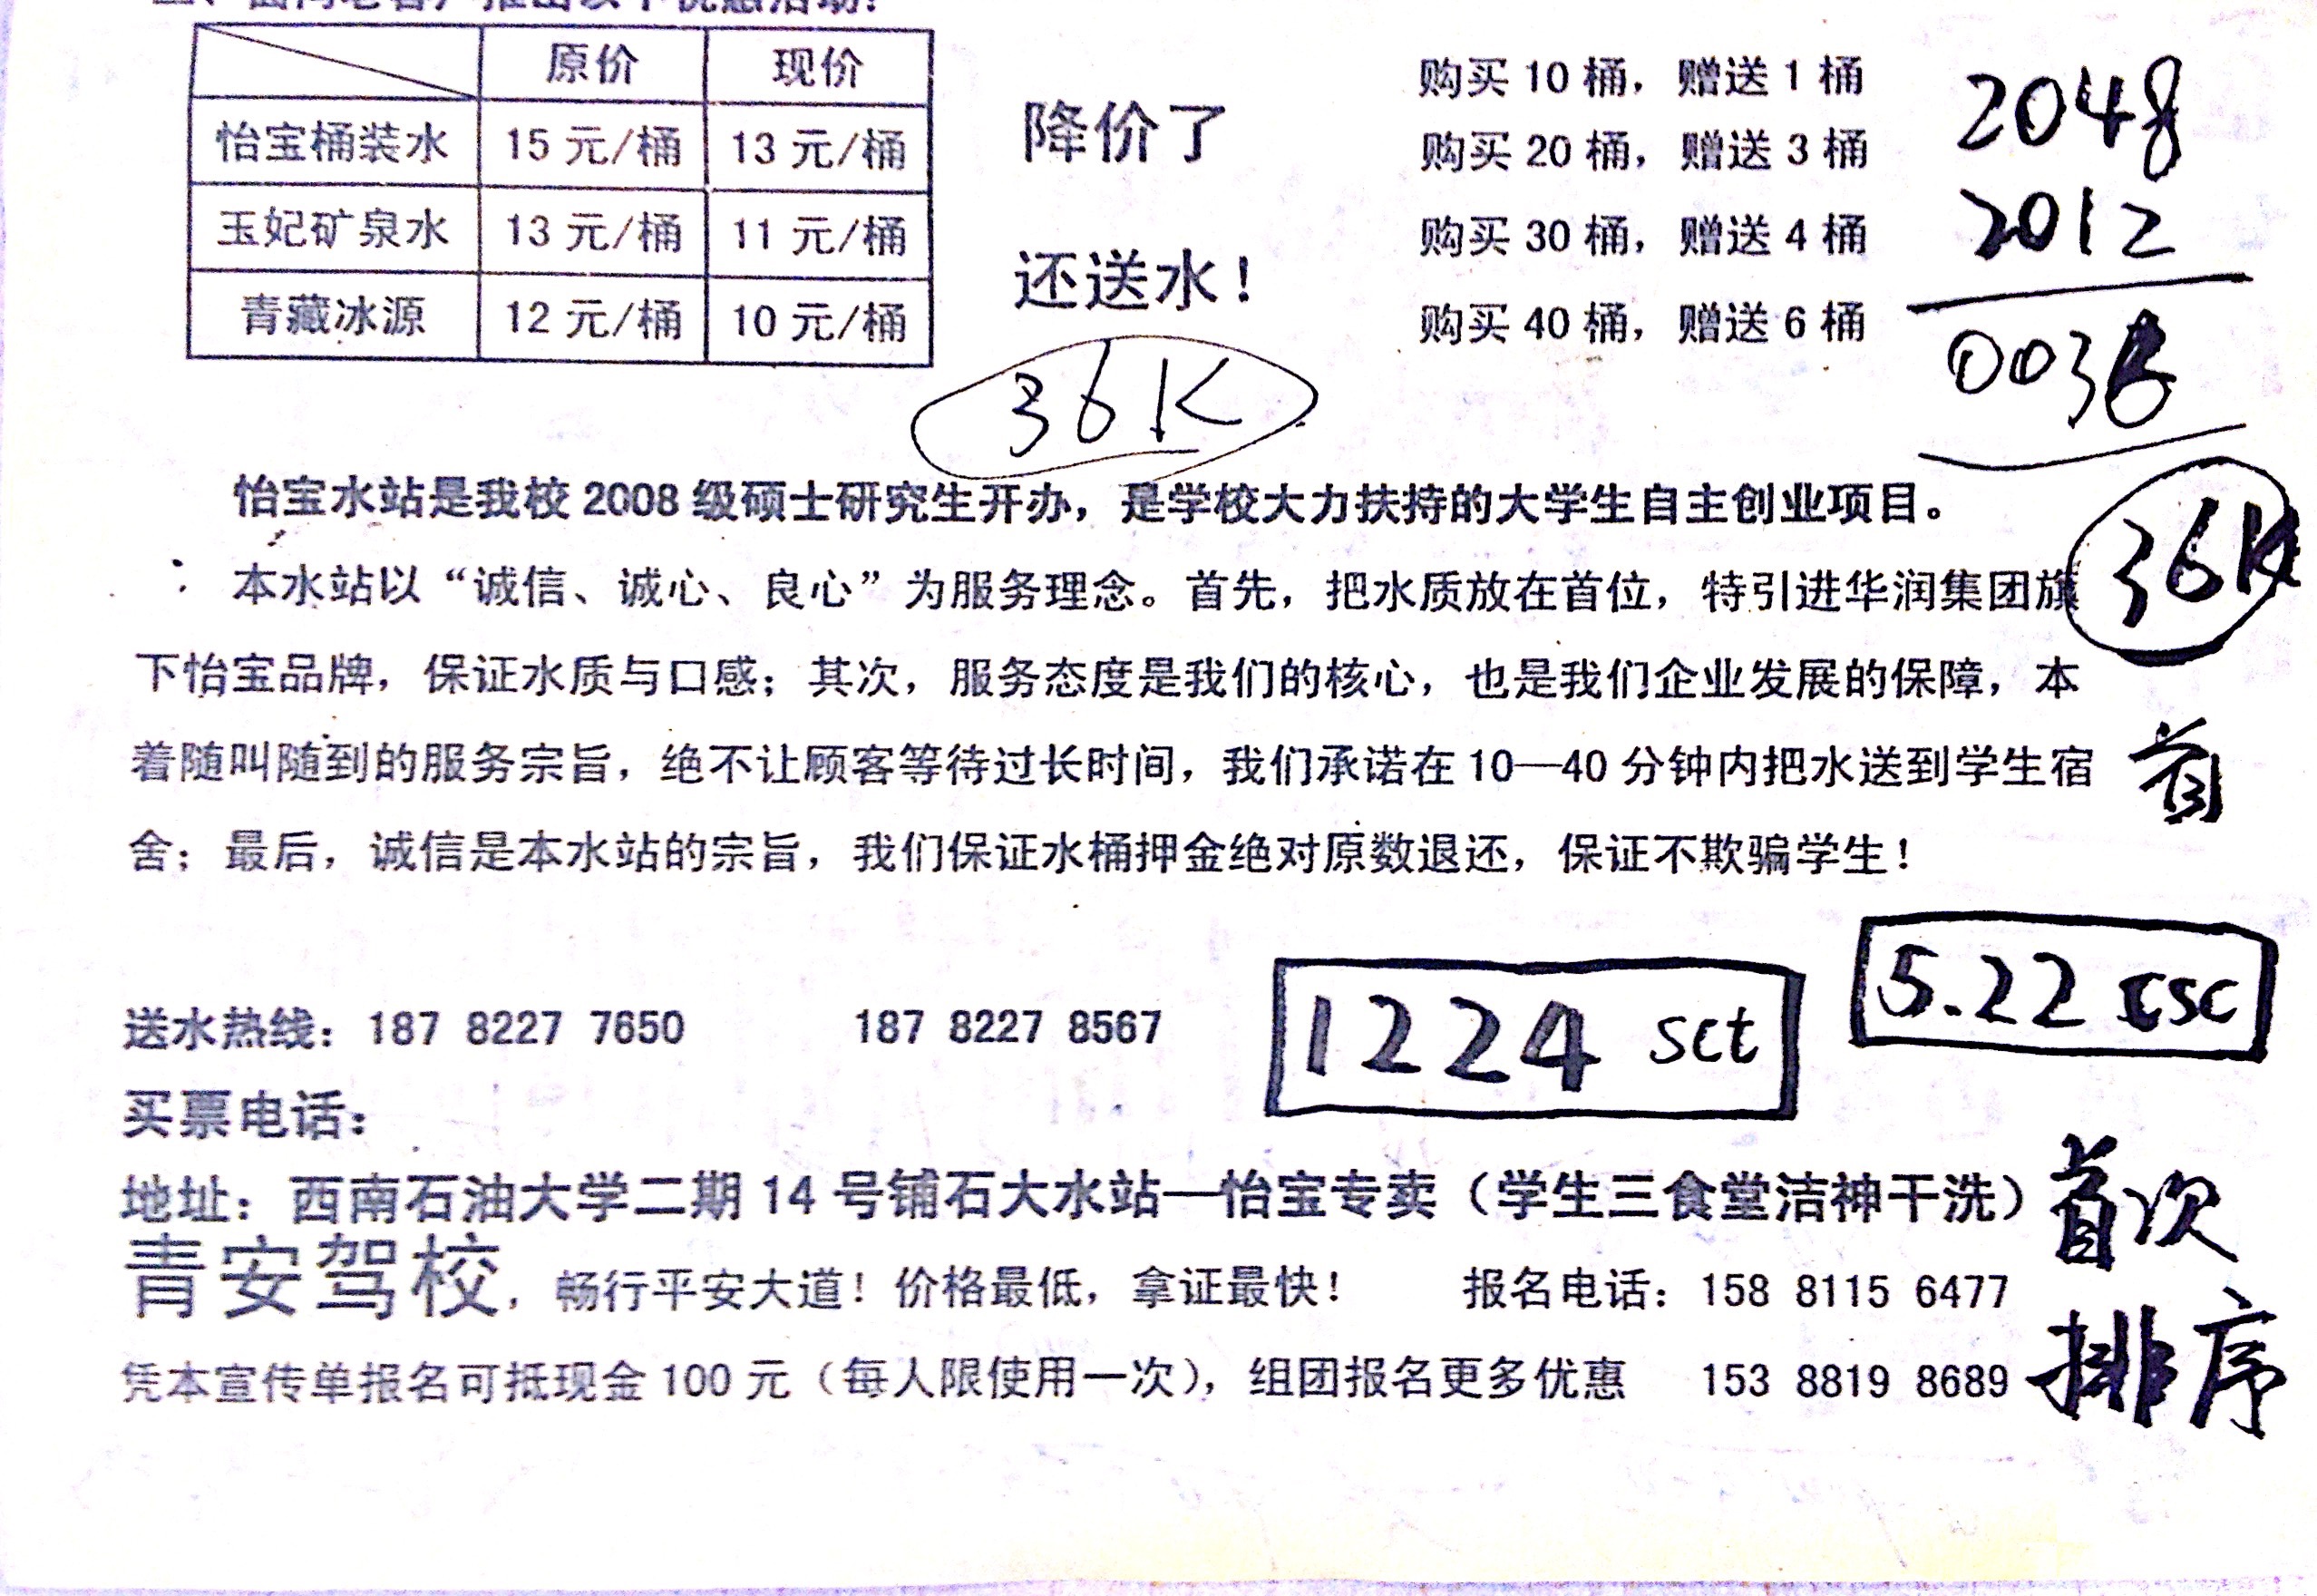 原价 现价
怡宝桶装水 15 元/桶 13 元/桶
玉妃矿泉水 13 元/桶 11 元/桶
青藏冰源 12 元/桶 10 元/桶
降价了
还送水！
购买 10 桶，赠送 1 桶
购买 20 桶，赠送 3 桶
购买 30 桶，赠送 4 桶
购买 40 桶，赠送 6 桶
2048
2012
0036
36K
36K
怡宝水站是我校 2008 级硕士研究生开办，是学校大力扶持的大学生自主创业项目。
本水站以“诚信、诚心、良心”为服务理念。首先，把水质放在首位，特引进华润集团旗
下怡宝品牌，保证水质与口感；其次，服务态度是我们的核心，也是我们企业发展的保障，本
着随叫随到的服务宗旨，绝不让顾客等待过长时间，我们承诺在 10—40 分钟内把水送到学生宿
舍；最后，诚信是本水站的宗旨，我们保证水桶押金绝对原数退还，保证不欺骗学生！
首
5.22 csc
1224 sct
送水热线：187 8227 7650 187 8227 8567
买票电话：
地址：西南石油大学二期 14 号铺石大水站—怡宝专卖（学生三食堂洁神干洗）
首次
青安驾校，畅行平安大道！价格最低，拿证最快！ 报名电话：158 8115 6477
凭本宣传单报名可抵现金 100 元（每人限使用一次），组团报名更多优惠 153 8819 8689
排序